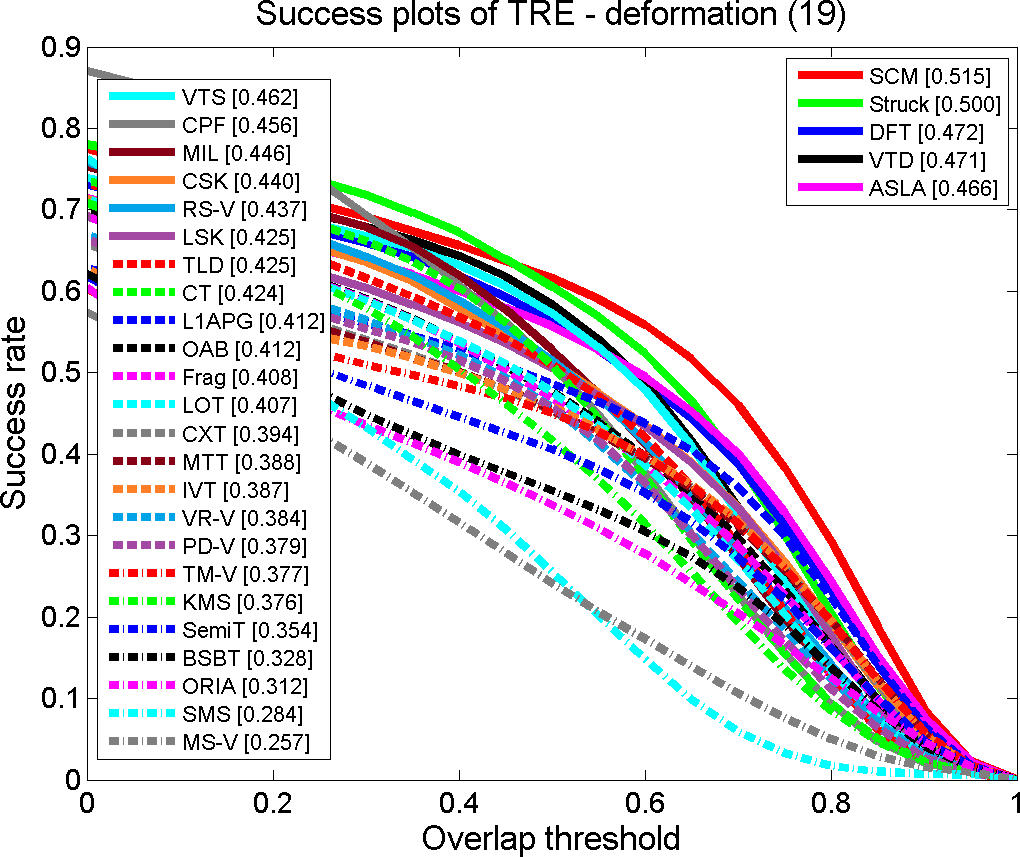 Success plots of TRE - deformation (19)
0.9
0.8
0.7
0.6
0.5
0.4
0.3
0.2
0.1
0
Success rate
VTS [0.462]
CPF [0.456]
MIL [0.446]
CSK [0.440]
RS-V [0.437]
LSK [0.425]
TLD [0.425]
CT [0.424]
L1APG [0.412]
OAB [0.412]
Frag [0.408]
LOT [0.407]
CXT [0.394]
MTT [0.388]
IVT [0.387]
VR-V [0.384]
PD-V [0.379]
TM-V [0.377]
KMS [0.376]
SemiT [0.354]
BSBT [0.328]
ORIA [0.312]
SMS [0.284]
MS-V [0.257]
SCM [0.515]
Struck [0.500]
DFT [0.472]
VTD [0.471]
ASLA [0.466]
0 0.2 0.4 0.6 0.8 1
Overlap threshold